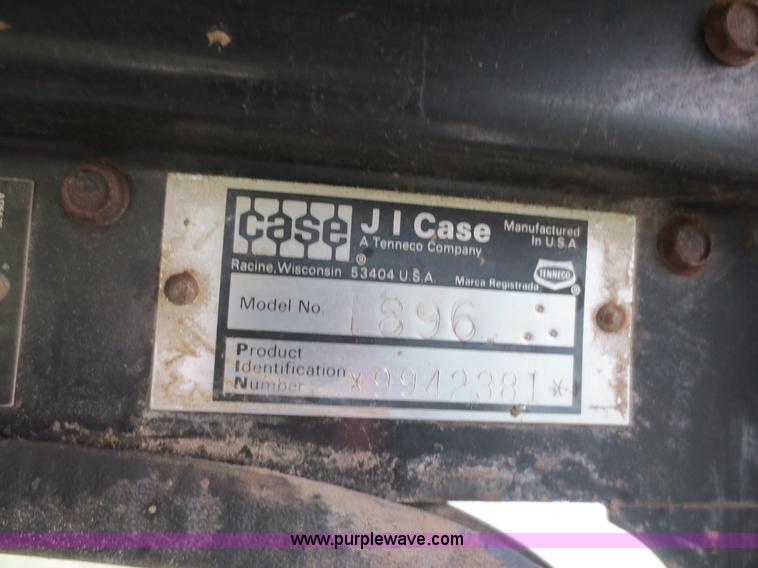 case
®
J I Case
A Tenneco Company
Manufactured
In U.S.A
Racine, Wisconsin 53404 U.S.A.
Marca Registrada
TENNECO
®
Model No. 1896
Product
Identification
Number *9942381*
www.purplewave.com